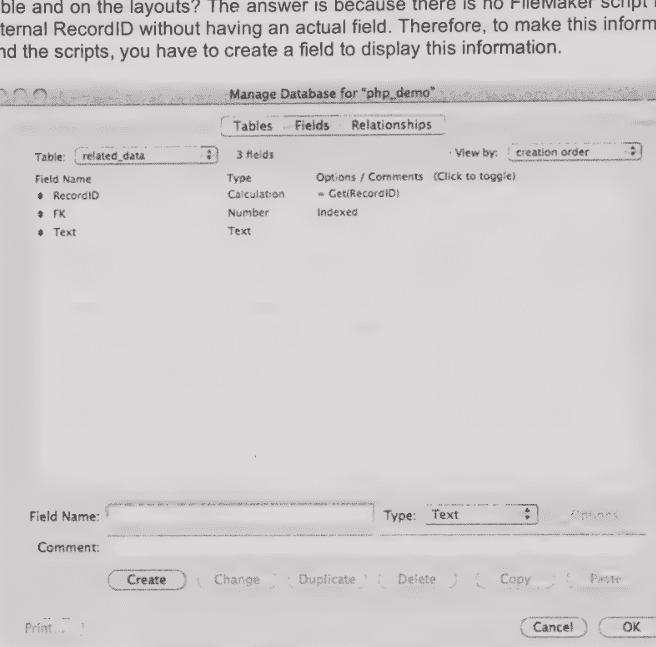 ble and on the layouts? The answer is because there is no FileMaker script
ternal RecordID without having an actual field. Therefore, to make this inform
nd the scripts, you have to create a field to display this information.
Manage Database for "php_demo"
Tables Fields Relationships
Table: related_data 3 fields View by: creation order
Field Name Type Options / Comments (Click to toggle)
RecordID Calculation = Get(RecordID)
FK Number Indexed
Text Text
Field Name: Type: Text Options
Comment:
Create Change Duplicate Delete Copy Paste
Print...
Cancel OK